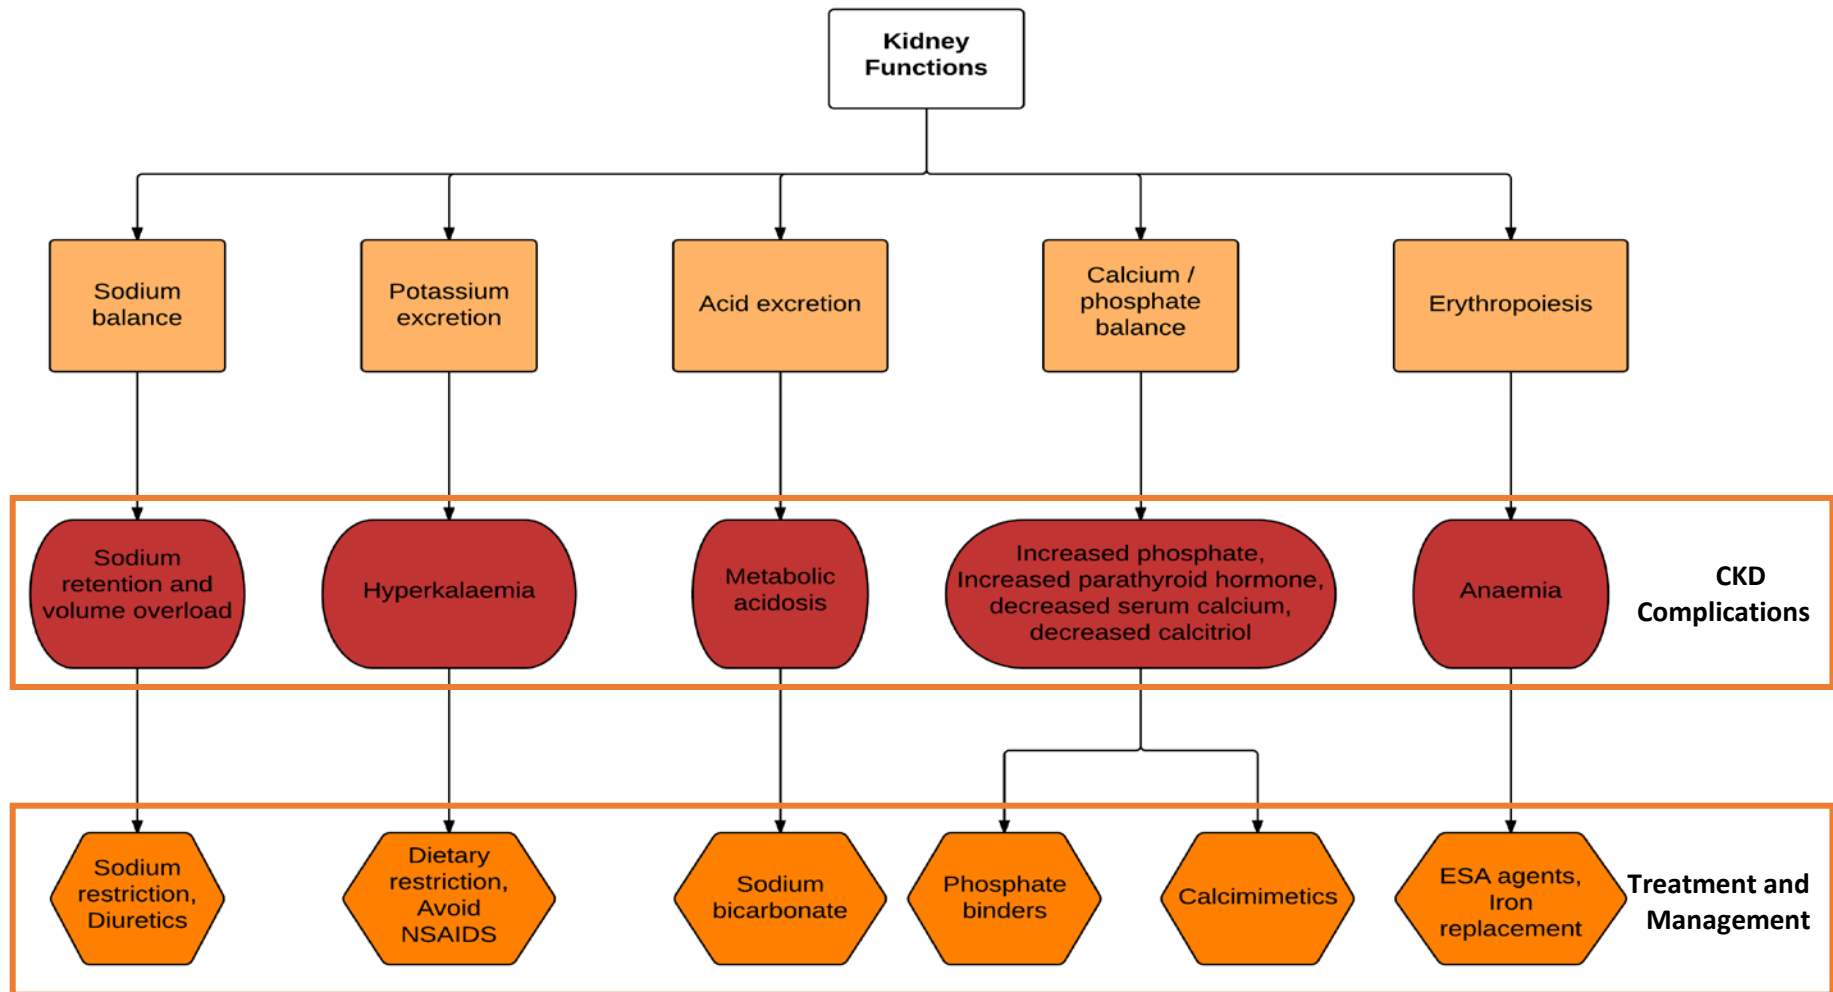 Kidney
Functions
Sodium
balance
Potassium
excretion
Acid excretion
Calcium /
phosphate
balance
Erythropoiesis
Sodium
retention and
volume overload
Hyperkalaemia
Metabolic
acidosis
Increased phosphate,
Increased parathyroid hormone,
decreased serum calcium,
decreased calcitriol
Anaemia
CKD
Complications
Sodium
restriction,
Diuretics
Dietary
restriction,
Avoid
NSAIDS
Sodium
bicarbonate
Phosphate
binders
Calcimimetics
ESA agents,
Iron
replacement
Treatment and
Management